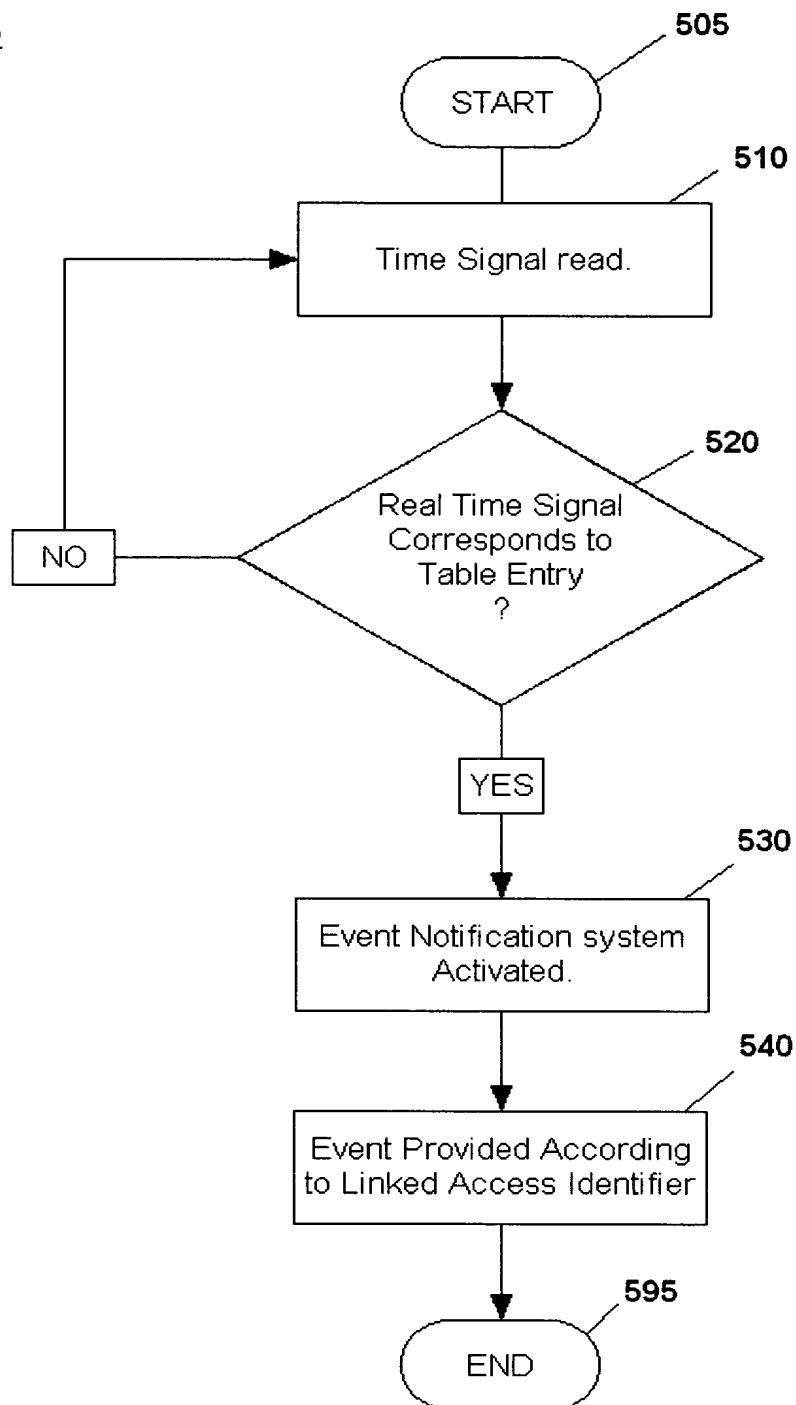 505
START
510
Time Signal read.
520
Real Time Signal
Corresponds to
Table Entry
?
NO
YES
530
Event Notification system
Activated.
540
Event Provided According
to Linked Access Identifier
595
END